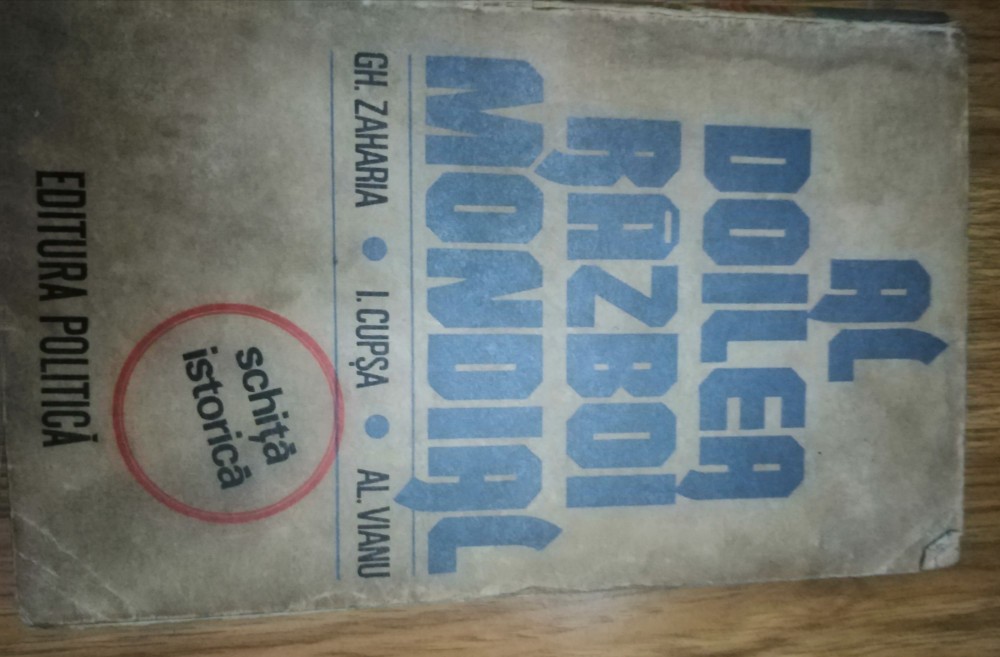 AL
DOILEA
RĂZBOI
MONDIAL
GH. ZAHARIA • I. CUPȘA • AL. VIANU
schiță
istorică
EDITURA POLITICĂ